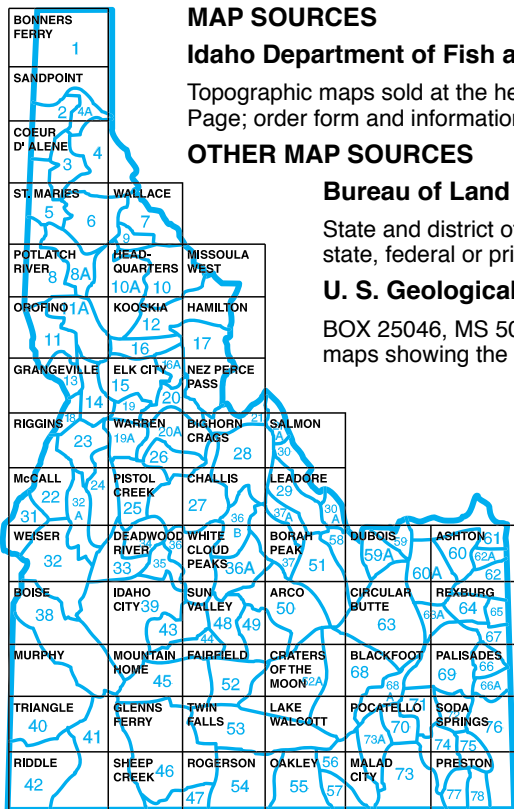 MAP SOURCES
Idaho Department of Fish a
Topographic maps sold at the he
Page; order form and information
OTHER MAP SOURCES
Bureau of Land
State and district of
state, federal or pri
U. S. Geological
BOX 25046, MS 50
maps showing the
BONNERS
FERRY
1
SANDPOINT
2 4A
COEUR
D' ALENE
3 4
ST. MARIES WALLACE
5 6 7
9
POTLATCH
RIVER
8 8A
HEAD-
QUARTERS
10A 10
MISSOULA
WEST
OROFINO 11A KOOSKIA HAMILTON
11 12 16 17
GRANGEVILLE ELK CITY NEZ PERCE
PASS
13 14 15 16A 19 20
RIGGINS WARREN BIGHORN
CRAGS
SALMON
18 23 19A 20A 26 28 21 A 30
McCALL PISTOL
CREEK
CHALLIS LEADORE
22 31 32
A
24 25 27 36
B
29 37A 30
A
WEISER DEADWOOD
RIVER
WHITE
CLOUD
PEAKS
BORAH
PEAK
DUBOIS ASHTON
32 33 34 35 36 36A 37 51 58 59 59A 60 61 62A 62
60A
BOISE IDAHO
CITY
SUN
VALLEY
ARCO CIRCULAR
BUTTE
REXBURG
38 39 43 44 48 49 50 63 63A 64 65
67
MURPHY MOUNTAIN
HOME
FAIRFIELD CRATERS
OF THE
MOON
BLACKFOOT PALISADES
45 52 52A 68 68
A
69 66
66A
TRIANGLE GLENNS
FERRY
TWIN
FALLS
LAKE
WALCOTT
POCATELLO SODA
SPRINGS
40 41 53 71 70 73A 74 75 76
RIDDLE SHEEP
CREEK
ROGERSON OAKLEY MALAD
CITY
PRESTON
42 46 47 54 55 56 57 73 77 78